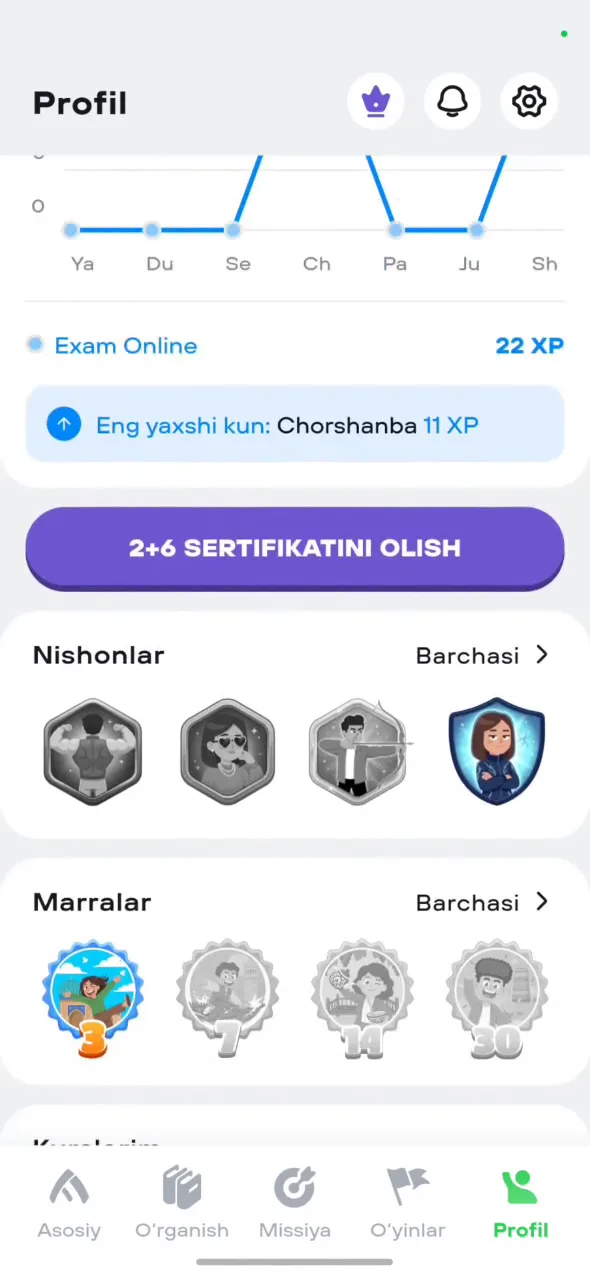 Profil
0
Ya Du Se Ch Pa Ju Sh
Exam Online 22 XP
Eng yaxshi kun: Chorshanba 11 XP
2+6 SERTIFIKATINI OLISH
Nishonlar Barchasi
Marralar Barchasi
3 7 14 30
Asosiy O'rganish Missiya O'yinlar Profil